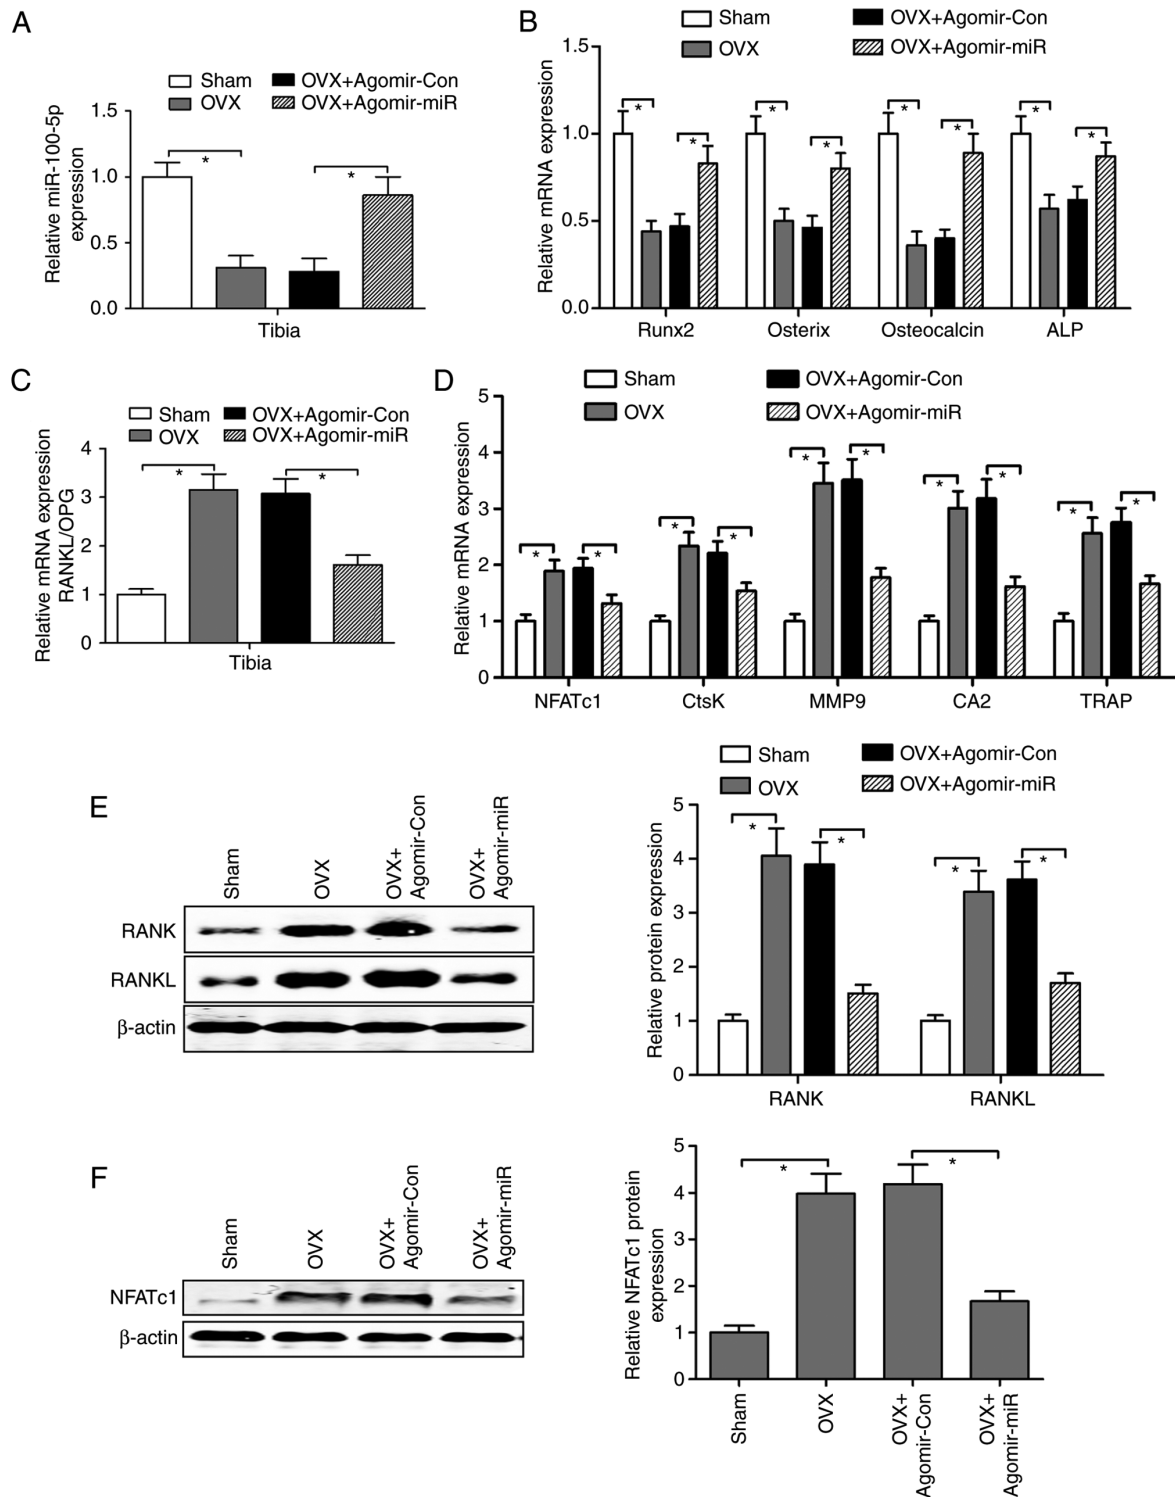 A
Sham
OVX+Agomir-Con
OVX
OVX+Agomir-miR
Relative miR-100-5p
expression
1.5
1.0
0.5
0.0
*
*
Tibia
B
Sham
OVX+Agomir-Con
OVX
OVX+Agomir-miR
Relative mRNA expression
1.5
1.0
0.5
0.0
* * * * * * * *
Runx2 Osterix Osteocalcin ALP
C
Sham
OVX+Agomir-Con
OVX
OVX+Agomir-miR
Relative mRNA expression
RANKL/OPG
4
3
2
1
0
* *
Tibia
D
Sham
OVX+Agomir-Con
OVX
OVX+Agomir-miR
Relative mRNA expression
5
4
3
2
1
0
* * * * * * * * * *
NFATc1 CtsK MMP9 CA2 TRAP
E
Sham
OVX
OVX+
Agomir-Con
OVX+
Agomir-miR
RANK
RANKL
β-actin
Sham
OVX+Agomir-Con
OVX
OVX+Agomir-miR
Relative protein expression
5
4
3
2
1
0
* * * *
RANK RANKL
F
Sham
OVX
OVX+
Agomir-Con
OVX+
Agomir-miR
NFATc1
β-actin
Relative NFATc1 protein
expression
5
4
3
2
1
0
* *
Sham
OVX
OVX+
Agomir-Con
OVX+
Agomir-miR